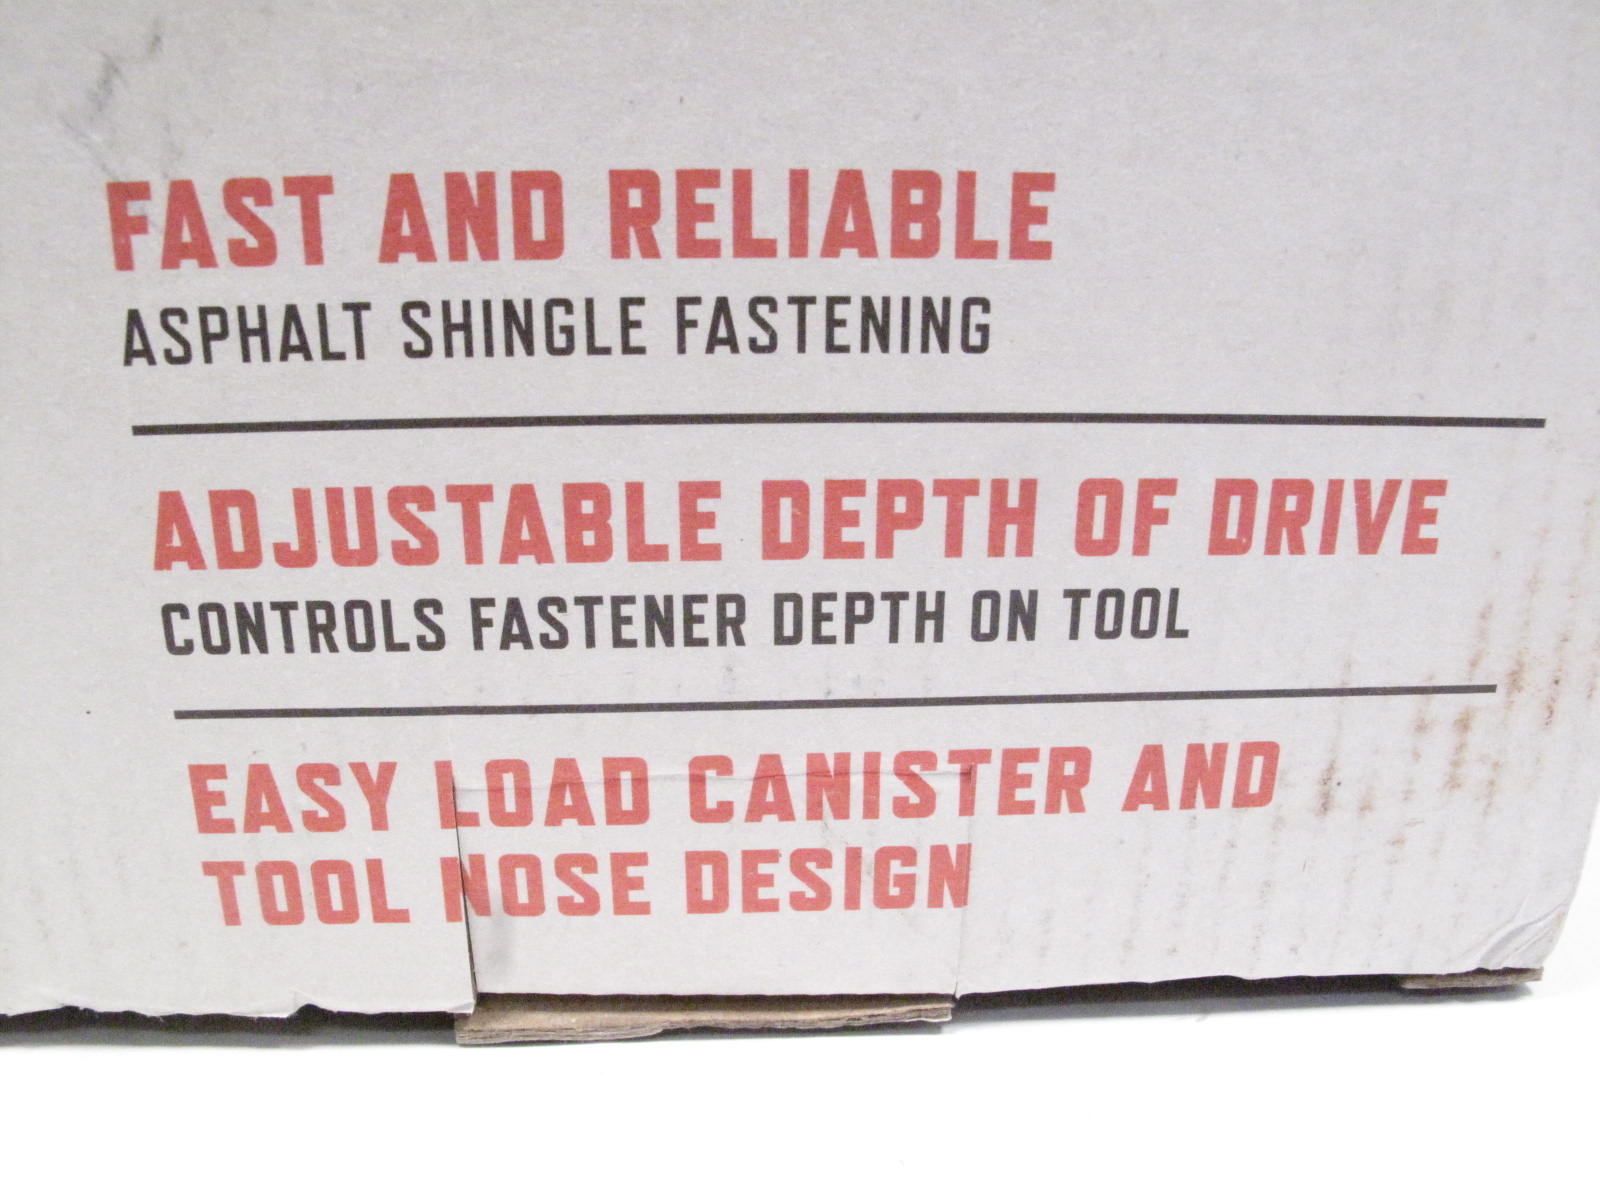 FAST AND RELIABLE
ASPHALT SHINGLE FASTENING
ADJUSTABLE DEPTH OF DRIVE
CONTROLS FASTENER DEPTH ON TOOL
EASY LOAD CANISTER AND
TOOL NOSE DESIGN